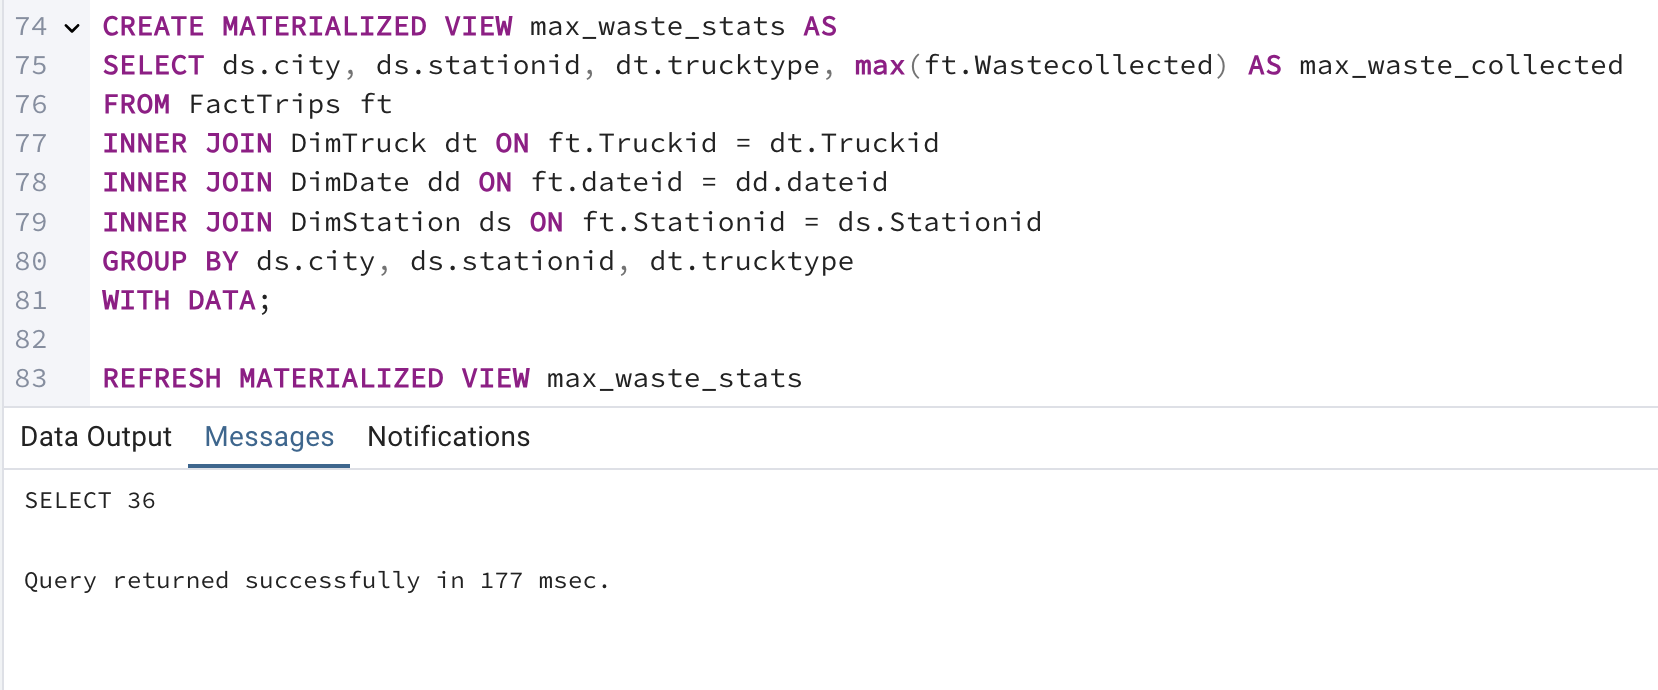 74 CREATE MATERIALIZED VIEW max_waste_stats AS
75 SELECT ds.city, ds.stationid, dt.trucktype, max(ft.Wastecollected) AS max_waste_collected
76 FROM FactTrips ft
77 INNER JOIN DimTruck dt ON ft.Truckid = dt.Truckid
78 INNER JOIN DimDate dd ON ft.dateid = dd.dateid
79 INNER JOIN DimStation ds ON ft.Stationid = ds.Stationid
80 GROUP BY ds.city, ds.stationid, dt.trucktype
81 WITH DATA;
82
83 REFRESH MATERIALIZED VIEW max_waste_stats
Data Output Messages Notifications
SELECT 36
Query returned successfully in 177 msec.